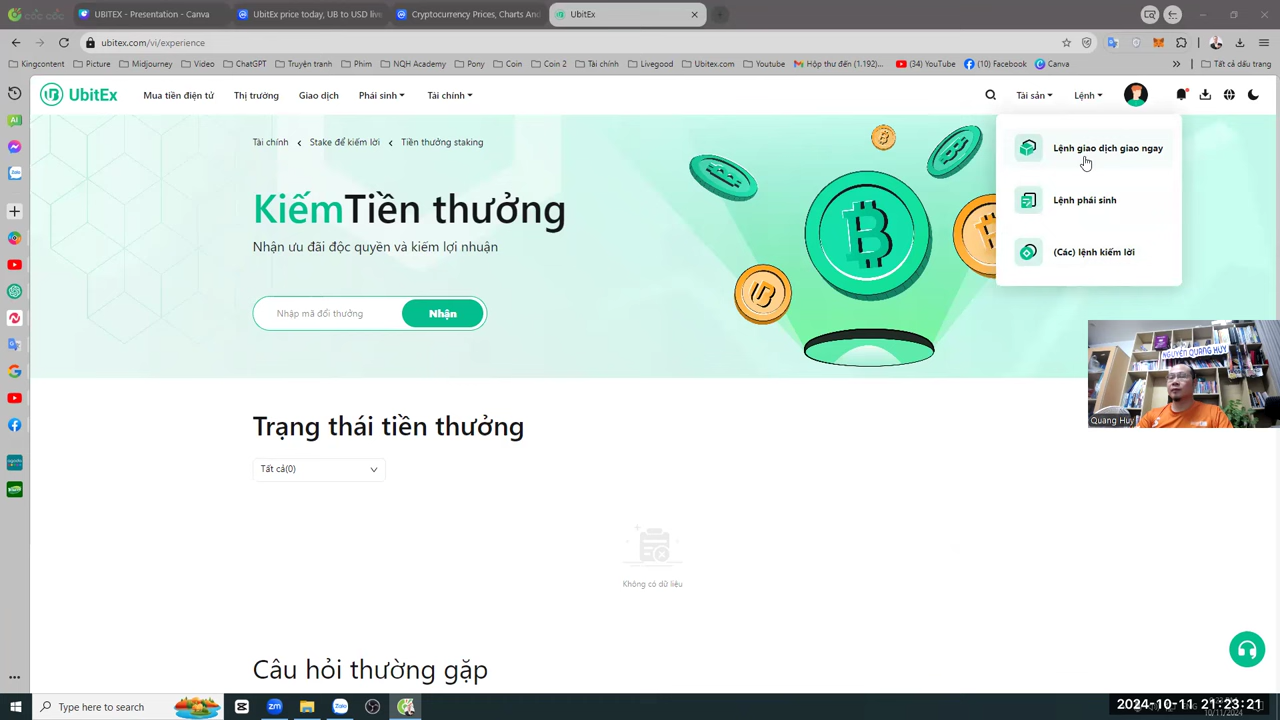 cốc cốc
UBITEX - Presentation - Canva
UbitEx price today, UB to USD live
Cryptocurrency Prices, Charts And
UbitEx
ubitex.com/vi/experience
Kingcontent
Picture
Midjourney
Video
ChatGPT
Truyện tranh
Phim
NQH Academy
Pony
Coin
Coin 2
Tài chính
Livegood
Ubitex.com
Youtube
Hộp thư đến (1.192)...
(34) YouTube
(10) Facebook
Canva
Tất cả dấu trang
UbitEx
Mua tiền điện tử
Thị trường
Giao dịch
Phái sinh
Tài chính
Tài sản
Lệnh
Tài chính
Stake để kiếm lời
Tiền thưởng staking
Lệnh giao dịch giao ngay
Lệnh phái sinh
(Các) lệnh kiếm lời
KiếmTiền thưởng
Nhận ưu đãi độc quyền và kiếm lợi nhuận
Nhập mã đổi thưởng
Nhận
NGUYỄN QUANG HUY
Quang Huy
Trạng thái tiền thưởng
Tất cả(0)
Không có dữ liệu
Câu hỏi thường gặp
Type here to search
2024-10-11 21:23:21
10/11/2024